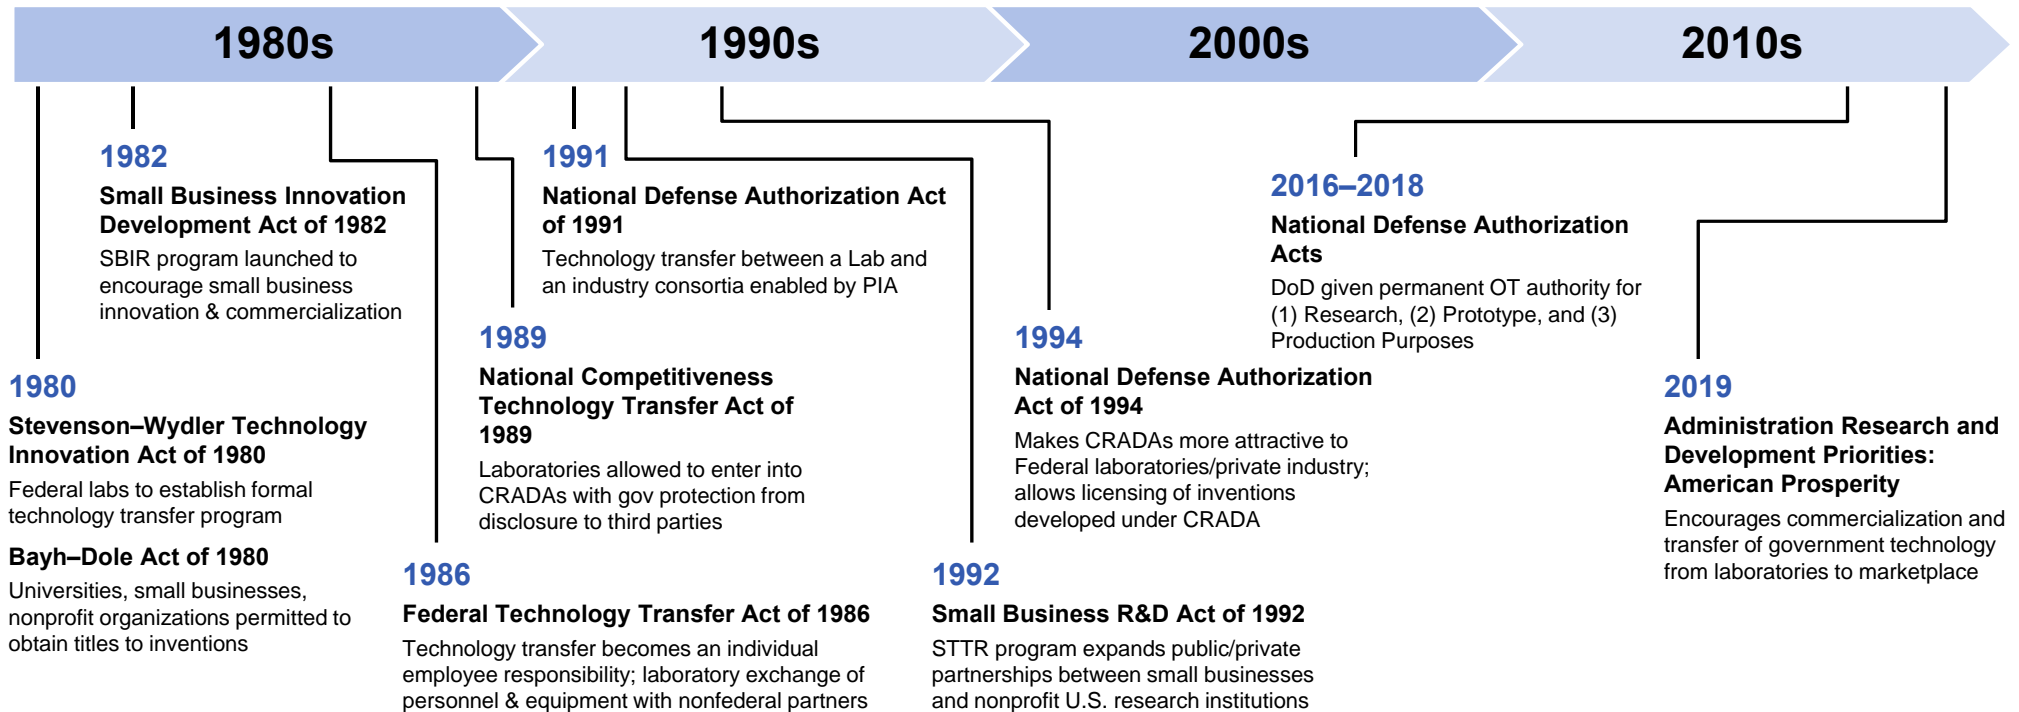 1980s
1990s
2000s
2010s
1980
Stevenson–Wydler Technology
Innovation Act of 1980
Federal labs to establish formal
technology transfer program
Bayh–Dole Act of 1980
Universities, small businesses,
nonprofit organizations permitted to
obtain titles to inventions
1982
Small Business Innovation
Development Act of 1982
SBIR program launched to
encourage small business
innovation & commercialization
1986
Federal Technology Transfer Act of 1986
Technology transfer becomes an individual
employee responsibility; laboratory exchange of
personnel & equipment with nonfederal partners
1989
National Competitiveness
Technology Transfer Act of
1989
Laboratories allowed to enter into
CRADAs with gov protection from
disclosure to third parties
1991
National Defense Authorization Act
of 1991
Technology transfer between a Lab and
an industry consortia enabled by PIA
1992
Small Business R&D Act of 1992
STTR program expands public/private
partnerships between small businesses
and nonprofit U.S. research institutions
1994
National Defense Authorization
Act of 1994
Makes CRADAs more attractive to
Federal laboratories/private industry;
allows licensing of inventions
developed under CRADA
2016–2018
National Defense Authorization
Acts
DoD given permanent OT authority for
(1) Research, (2) Prototype, and (3)
Production Purposes
2019
Administration Research and
Development Priorities:
American Prosperity
Encourages commercialization and
transfer of government technology
from laboratories to marketplace